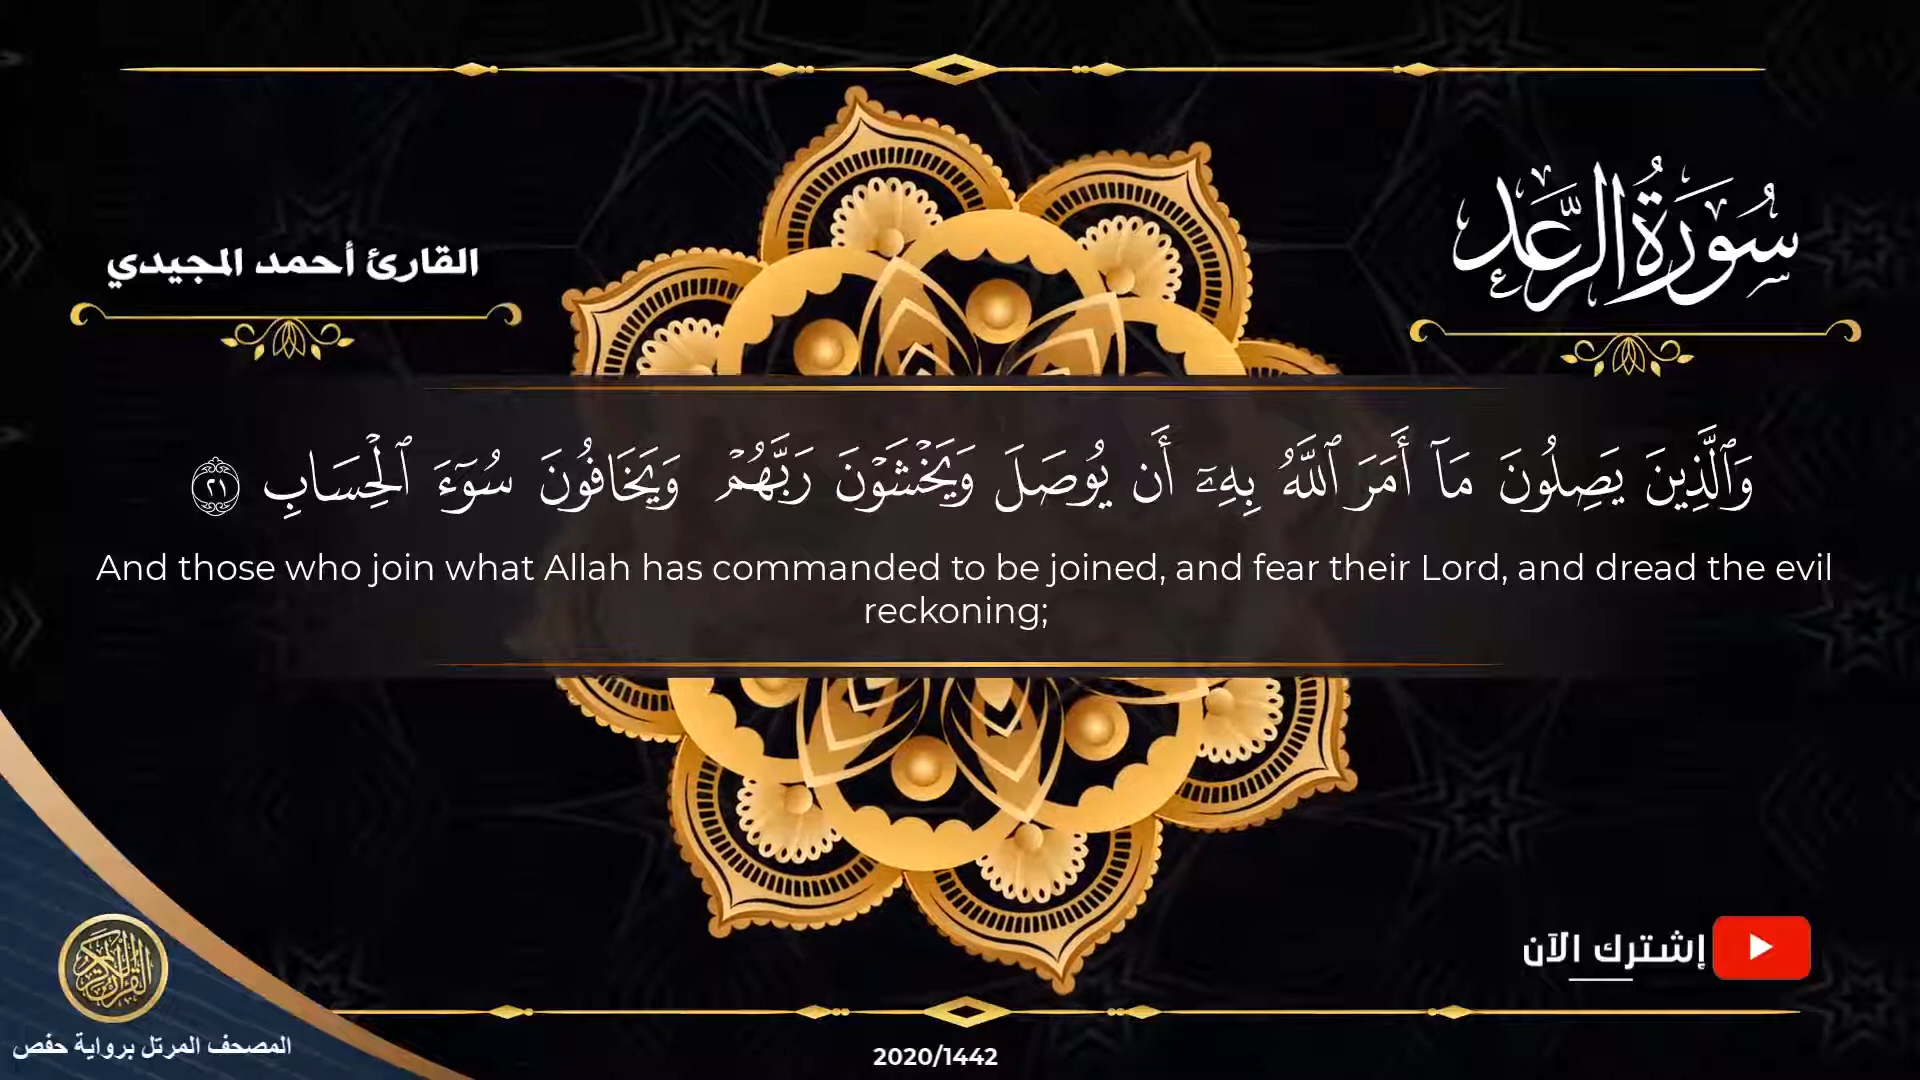 سُورَةُ الرَّعَد
القارئ أحمد المجيدي
وَٱلَّذِينَ يَصِلُونَ مَآ أَمَرَ ٱللَّهُ بِهِۦٓ أَن يُوصَلَ وَيَخْشَوْنَ رَبَّهُمْ وَيَخَافُونَ سُوٓءَ ٱلْحِسَابِ ٢١
And those who join what Allah has commanded to be joined, and fear their Lord, and dread the evil
reckoning;
إشترك الآن
القرآن الكريم
المصحف المرتل برواية حفص
2020/1442